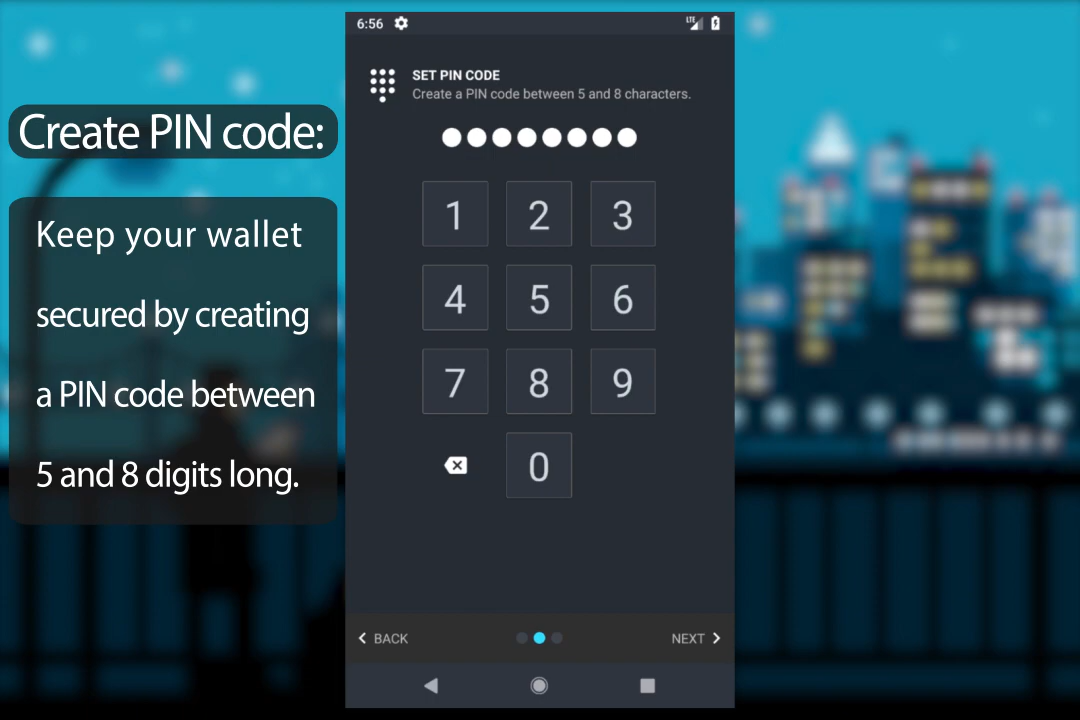 Create PIN code:
Keep your wallet
secured by creating
a PIN code between
5 and 8 digits long.
6:56
LTE
SET PIN CODE
Create a PIN code between 5 and 8 characters.
1 2 3
4 5 6
7 8 9
0
BACK
NEXT